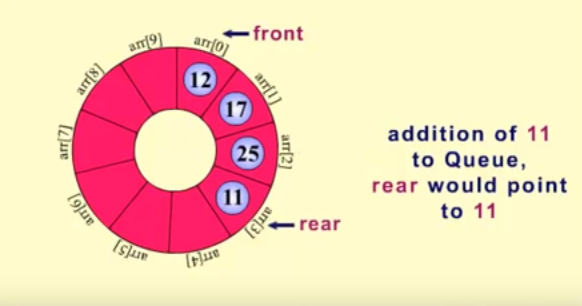 front
arr[0]
arr[1]
arr[2]
arr[3]
rear
arr[4]
arr[5]
arr[6]
arr[7]
arr[8]
arr[9]
12
17
25
11
addition of 11
to Queue,
rear would point
to 11